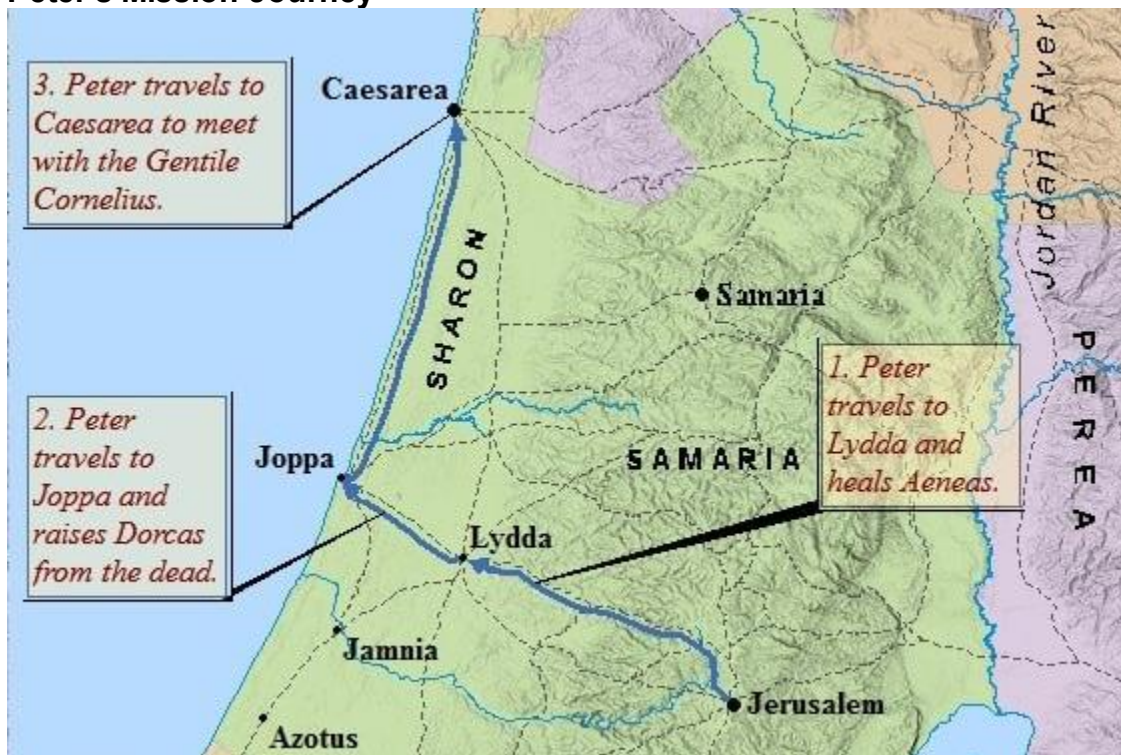 Peter's Mission Journey
3. Peter travels to
Caesarea to meet
with the Gentile
Cornelius.
Caesarea
Jordan River
SHARON
Samaria
PEREA
1. Peter
travels to
Lydda and
heals Aeneas.
2. Peter
travels to
Joppa and
raises Dorcas
from the dead.
Joppa
SAMARIA
Lydda
Jamnia
Jerusalem
Azotus